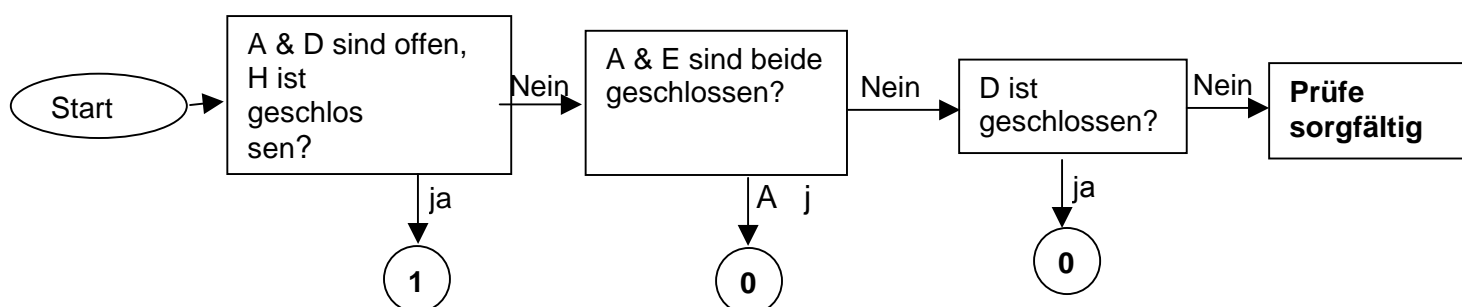 Start
A & D sind offen,
H ist
geschlos
sen?
Nein
A & E sind beide
geschlossen?
Nein
D ist
geschlossen?
Nein
Prüfe
sorgfältig
ja
A j
ja
1
0
0